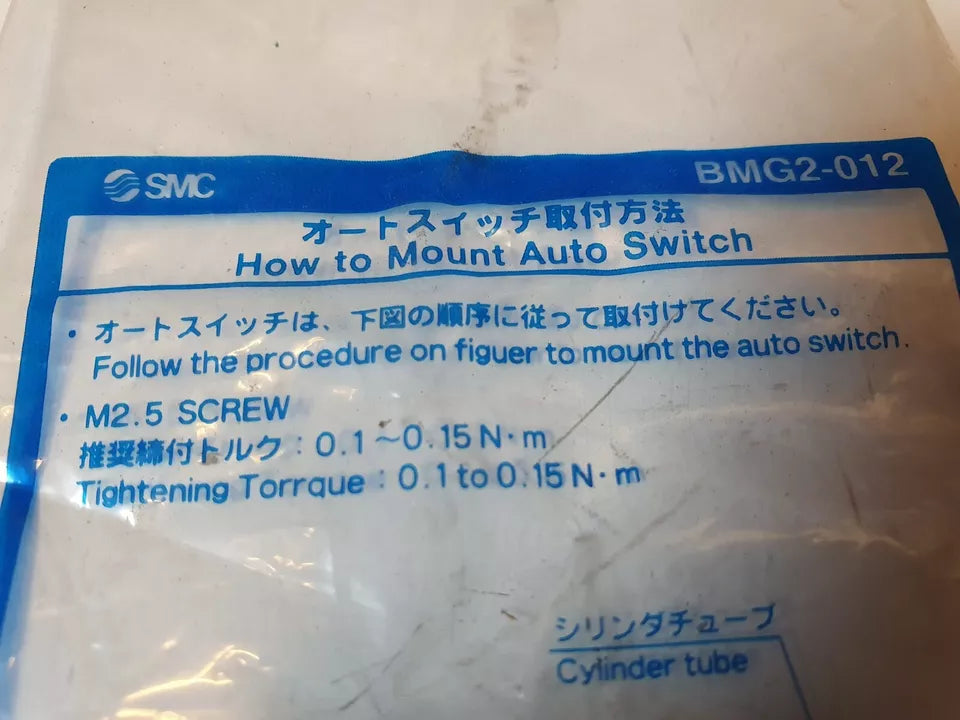 SMC
BMG2-012
オートスイッチ取付方法
How to Mount Auto Switch
・オートスイッチは、下図の順序に従って取付けてください。
Follow the procedure on figuer to mount the auto switch.
・M2.5 SCREW
推奨締付トルク：0.1～0.15N・m
Tightening Torrque：0.1 to 0.15 N・m
シリンダチューブ
Cylinder tube